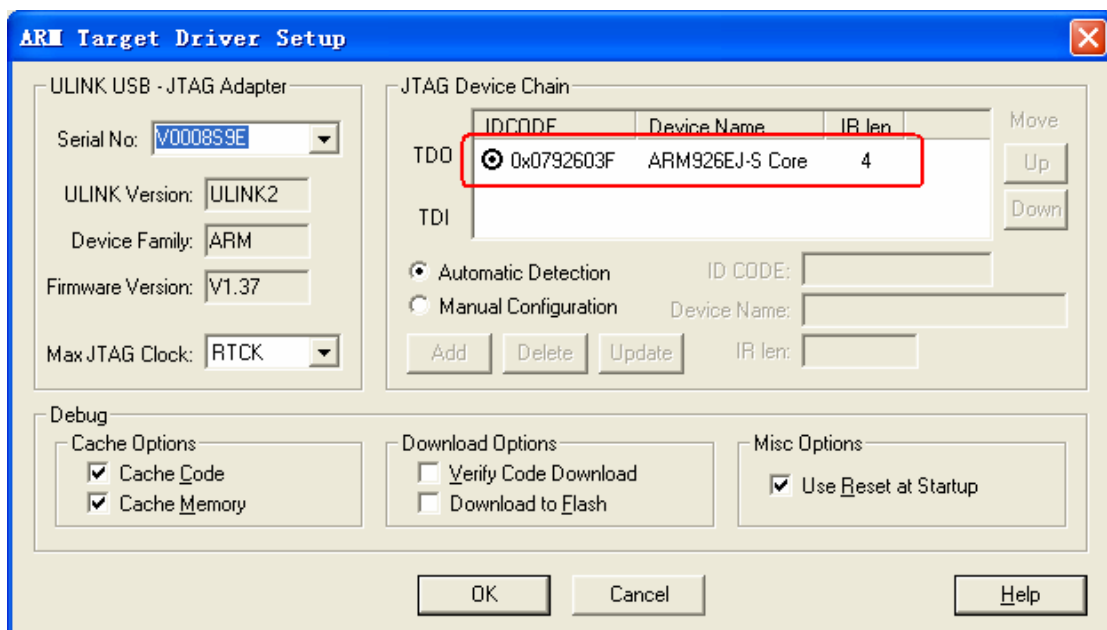 ARM Target Driver Setup
ULINK USB - JTAG Adapter
Serial No: V0008S9E
ULINK Version: ULINK2
Device Family: ARM
Firmware Version: V1.37
Max JTAG Clock: RTCK
JTAG Device Chain
IDCODE Device Name IR len
TDO 0x0792603F ARM926EJ-S Core 4
TDI
Move
Up
Down
Automatic Detection
Manual Configuration
ID CODE:
Device Name:
Add Delete Update IR len:
Debug
Cache Options
Cache Code
Cache Memory
Download Options
Verify Code Download
Download to Flash
Misc Options
Use Reset at Startup
OK Cancel Help